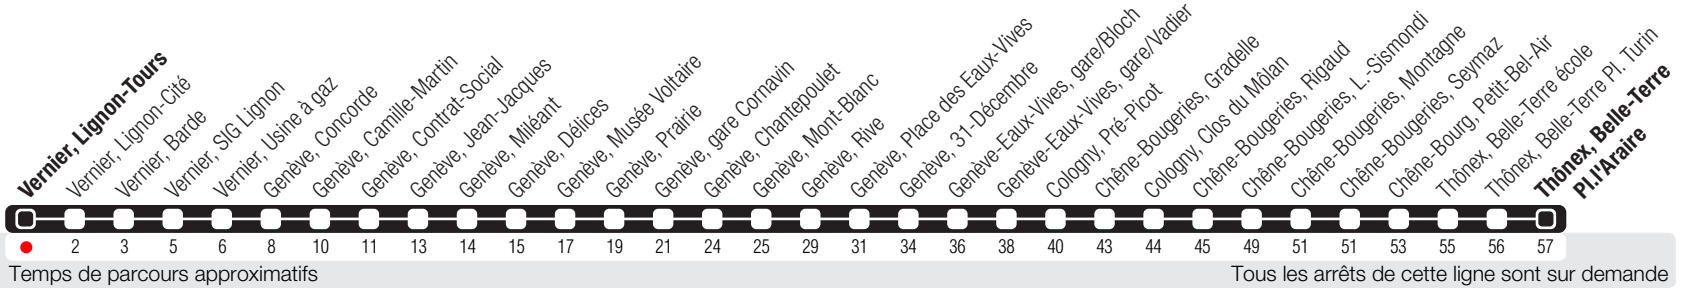 Vernier, Lignon-Tours
Vernier, Lignon-Cité
Vernier, Barde
Vernier, SIG Lignon
Vernier, Usine à gaz
Genève, Concorde
Genève, Camille-Martin
Genève, Contrat-Social
Genève, Jean-Jacques
Genève, Miléant
Genève, Délices
Genève, Musée Voltaire
Genève, Prairie
Genève, gare Cornavin
Genève, Chantepoulet
Genève, Mont-Blanc
Genève, Rive
Genève, Place des Eaux-Vives
Genève, 31-Décembre
Genève-Eaux-Vives, gare/Bloch
Genève-Eaux-Vives, gare/Vadier
Cologny, Pré-Picot
Chêne-Bougeries, Gradelle
Cologny, Clos du Môlan
Chêne-Bougeries, Rigaud
Chêne-Bougeries, L.-Sismondi
Chêne-Bougeries, Montagne
Chêne-Bougeries, Seymaz
Chêne-Bourg, Petit-Bel-Air
Thônex, Belle-Terre école
Thônex, Belle-Terre Pl. Turin
Thônex, Belle-Terre
Pl.l'Araire
2 3 5 6 8 10 11 13 14 15 17 19 21 24 25 29 31 34 36 38 40 43 44 45 49 51 51 53 55 56 57
Temps de parcours approximatifs
Tous les arrêts de cette ligne sont sur demande